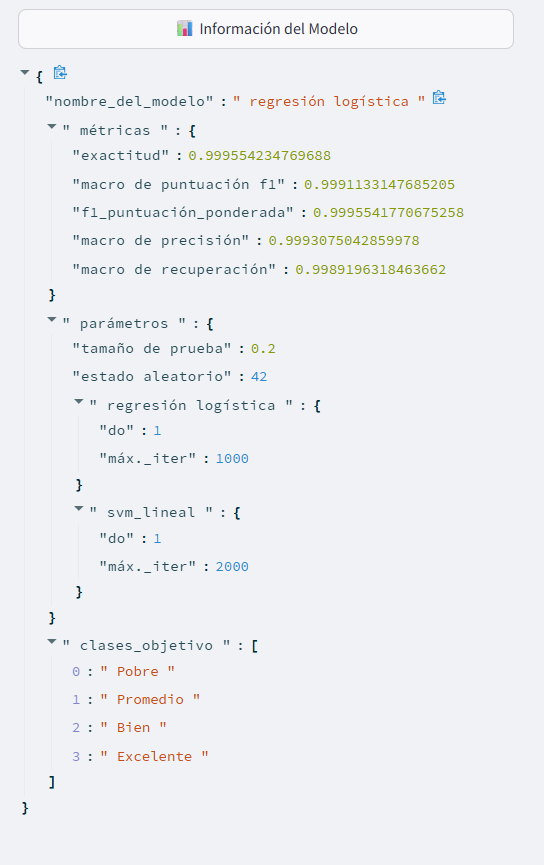 📊 Información del Modelo
{
"nombre_del_modelo" : " regresión logística "
" métricas " : {
"exactitud" : 0.999554234769688
"macro de puntuación f1" : 0.9991133147685205
"f1_puntuación_ponderada" : 0.9995541770675258
"macro de precisión" : 0.9993075042859978
"macro de recuperación" : 0.9989196318463662
}
" parámetros " : {
"tamaño de prueba" : 0.2
"estado aleatorio" : 42
" regresión logística " : {
"do" : 1
"máx._iter" : 1000
}
" svm_lineal " : {
"do" : 1
"máx._iter" : 2000
}
}
" clases_objetivo " : [
0 : " Pobre "
1 : " Promedio "
2 : " Bien "
3 : " Excelente "
]
}